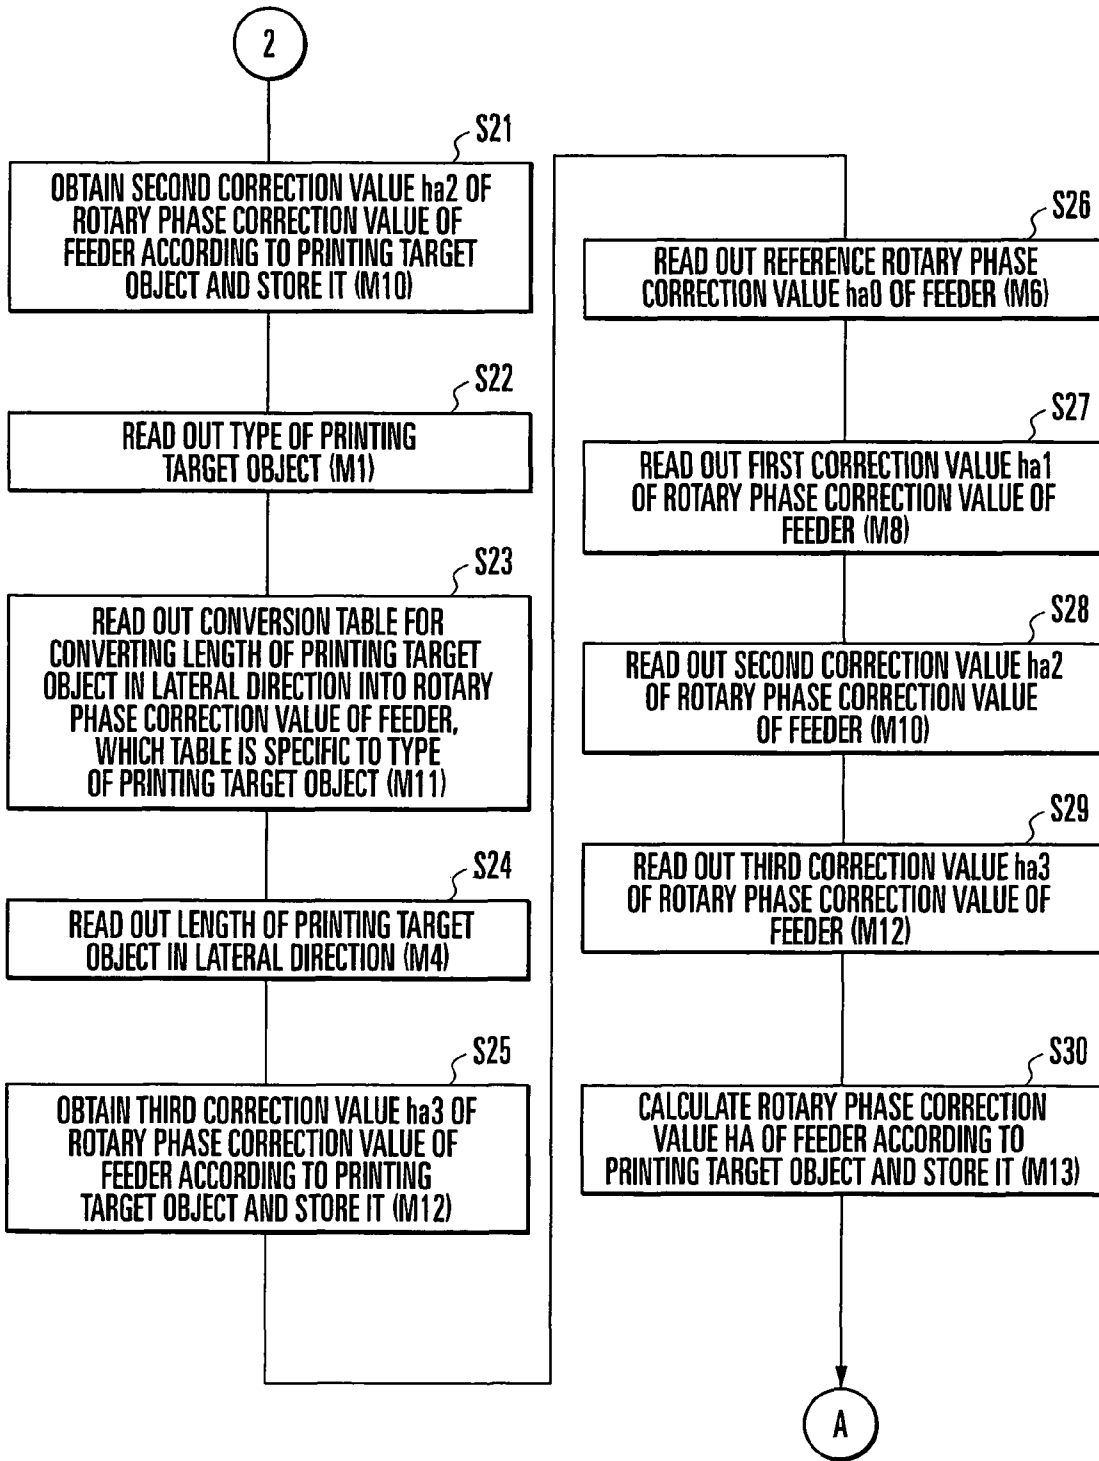 2
S21
OBTAIN SECOND CORRECTION VALUE ha2 OF
ROTARY PHASE CORRECTION VALUE OF
FEEDER ACCORDING TO PRINTING TARGET
OBJECT AND STORE IT (M10)
S22
READ OUT TYPE OF PRINTING
TARGET OBJECT (M1)
S23
READ OUT CONVERSION TABLE FOR
CONVERTING LENGTH OF PRINTING TARGET
OBJECT IN LATERAL DIRECTION INTO ROTARY
PHASE CORRECTION VALUE OF FEEDER,
WHICH TABLE IS SPECIFIC TO TYPE
OF PRINTING TARGET OBJECT (M11)
S24
READ OUT LENGTH OF PRINTING TARGET
OBJECT IN LATERAL DIRECTION (M4)
S25
OBTAIN THIRD CORRECTION VALUE ha3 OF
ROTARY PHASE CORRECTION VALUE OF
FEEDER ACCORDING TO PRINTING
TARGET OBJECT AND STORE IT (M12)
S26
READ OUT REFERENCE ROTARY PHASE
CORRECTION VALUE ha0 OF FEEDER (M6)
S27
READ OUT FIRST CORRECTION VALUE ha1
OF ROTARY PHASE CORRECTION VALUE OF
FEEDER (M8)
S28
READ OUT SECOND CORRECTION VALUE ha2
OF ROTARY PHASE CORRECTION VALUE
OF FEEDER (M10)
S29
READ OUT THIRD CORRECTION VALUE ha3
OF ROTARY PHASE CORRECTION VALUE OF
FEEDER (M12)
S30
CALCULATE ROTARY PHASE CORRECTION
VALUE HA OF FEEDER ACCORDING TO
PRINTING TARGET OBJECT AND STORE IT (M13)
A